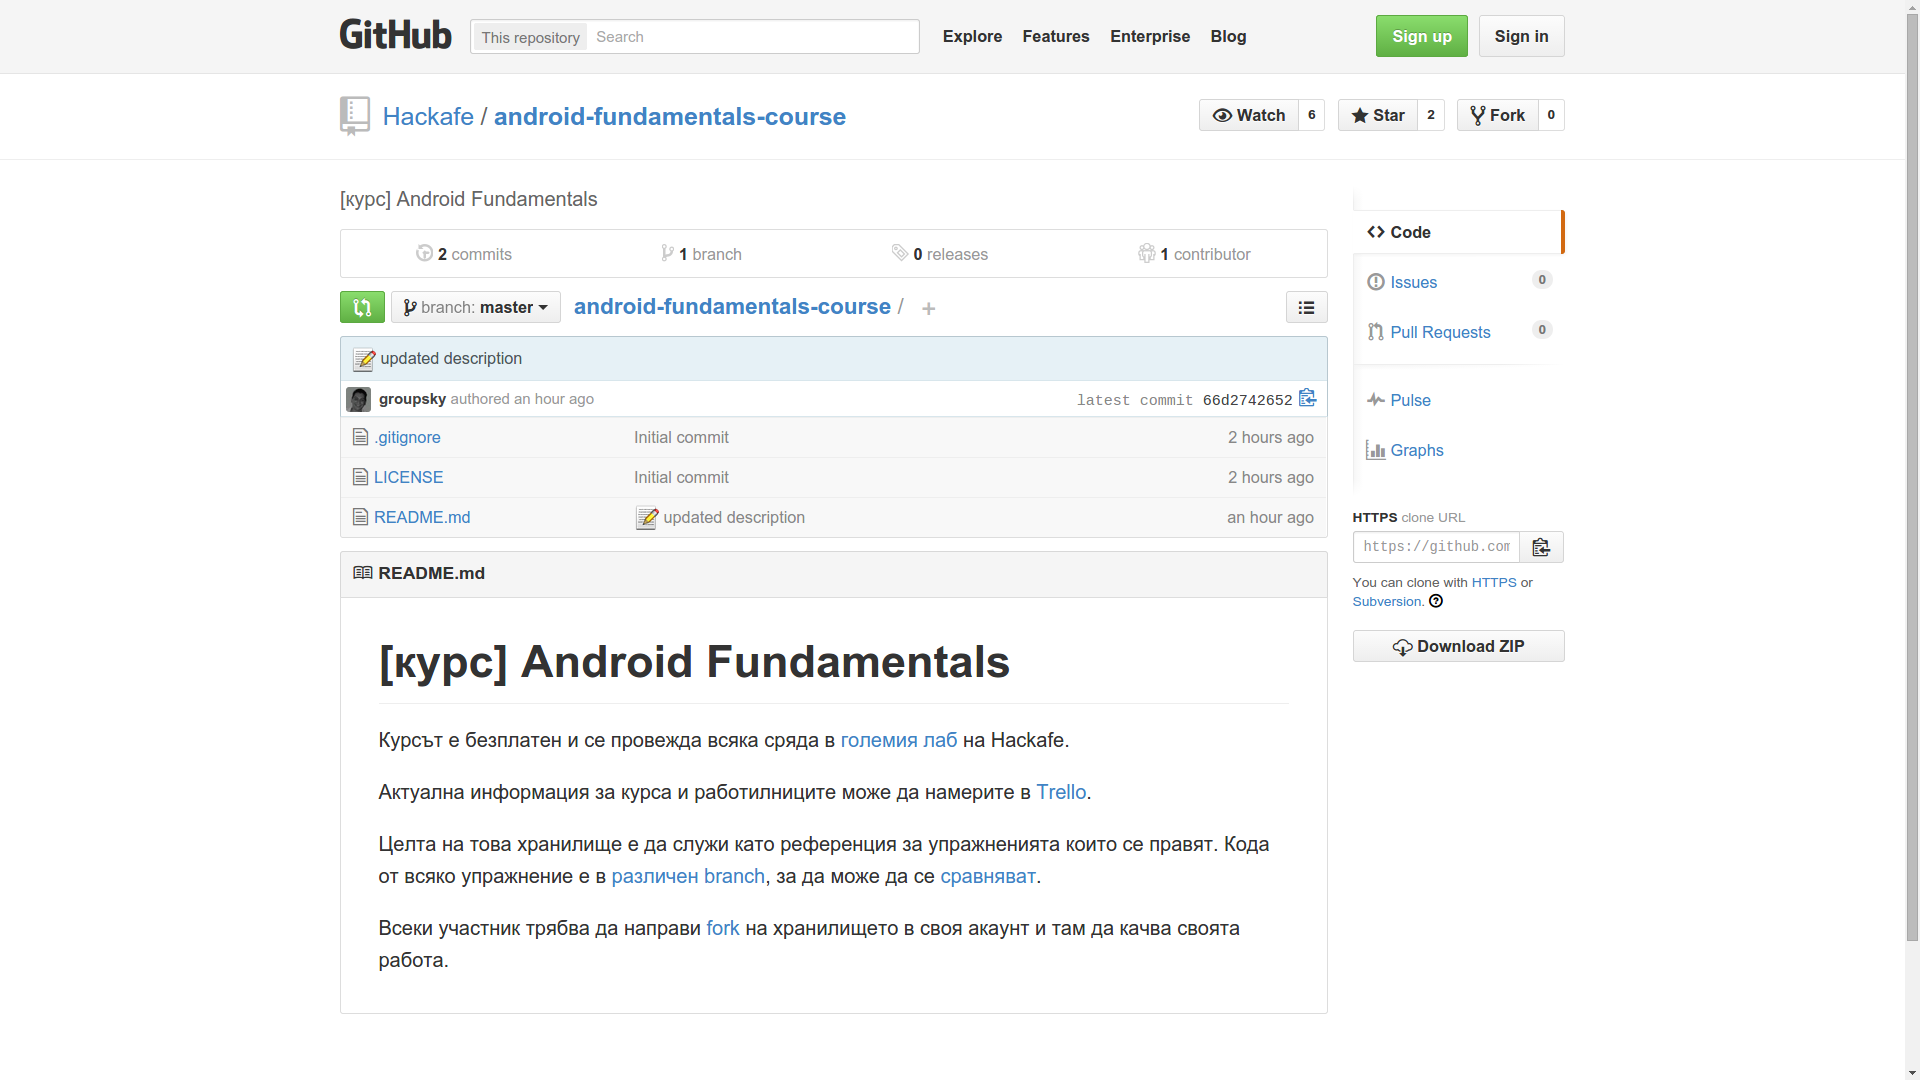 GitHub This repository Search Explore Features Enterprise Blog Sign up Sign in
Hackafe / android-fundamentals-course Watch 6 Star 2 Fork 0
[курс] Android Fundamentals
2 commits 1 branch 0 releases 1 contributor
branch: master android-fundamentals-course / +
updated description
groupsky authored an hour ago latest commit 66d2742652
.gitignore Initial commit 2 hours ago
LICENSE Initial commit 2 hours ago
README.md updated description an hour ago
README.md
[курс] Android Fundamentals
Курсът е безплатен и се провежда всяка сряда в големия лаб на Hackafe.
Актуална информация за курса и работилниците може да намерите в Trello.
Целта на това хранилище е да служи като референция за упражненията които се правят. Кода
от всяко упражнение е в различен branch, за да може да се сравняват.
Всеки участник трябва да направи fork на хранилището в своя акаунт и там да качва своята
работа.
Code
Issues 0
Pull Requests 0
Pulse
Graphs
HTTPS clone URL
https://github.com
You can clone with HTTPS or
Subversion.
Download ZIP